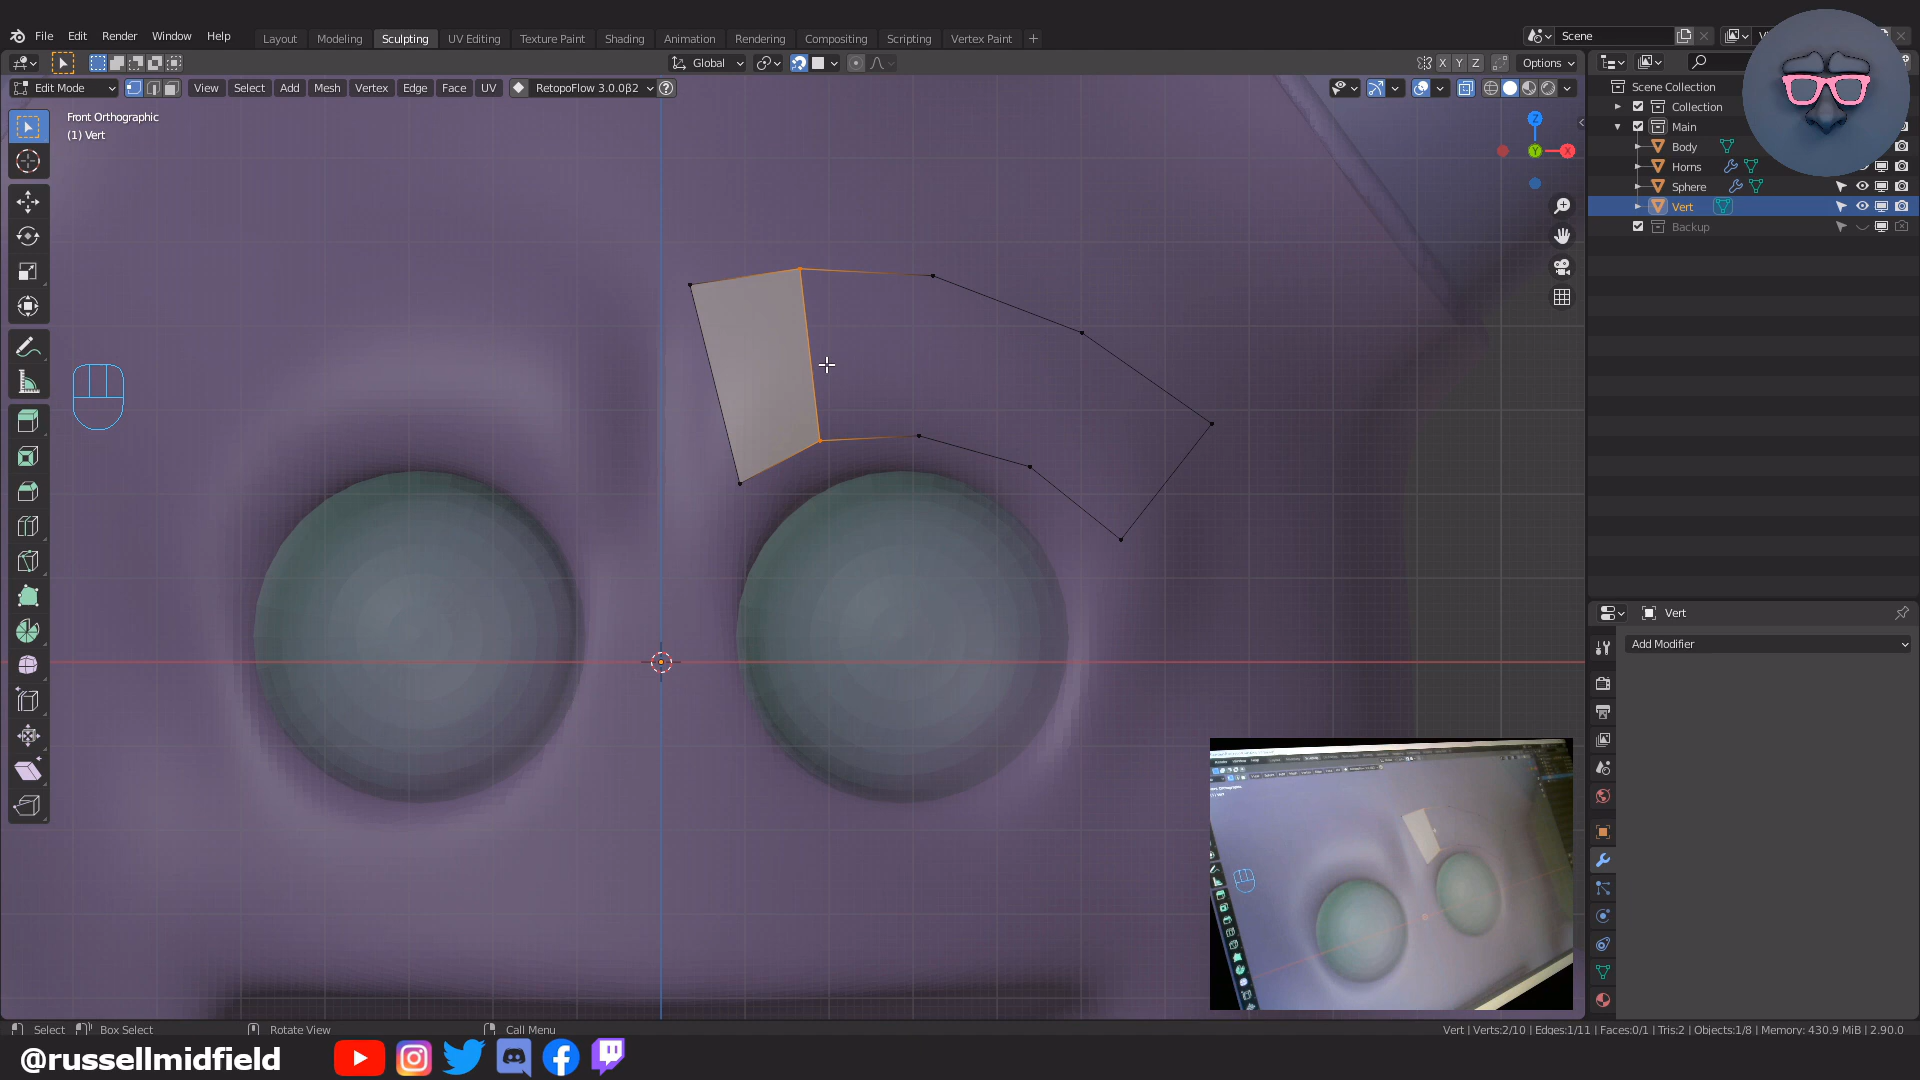 File Edit Render Window Help
Layout Modeling Sculpting UV Editing Texture Paint Shading Animation Rendering Compositing Scripting Vertex Paint +
Scene
Global
X Y Z
Options
Edit Mode
View Select Add Mesh Vertex Edge Face UV
RetopoFlow 3.0.0β2
Front Orthographic
(1) Vert
Z
Y
X
Scene Collection
Collection
Main
Body
Horns
Sphere
Vert
Backup
Vert
Add Modifier
Select
Box Select
Rotate View
Call Menu
Vert | Verts:2/10 | Edges:1/11 | Faces:0/1 | Tris:2 | Objects:1/8 | Memory: 430.9 MiB | 2.90.0
@russellmidfield